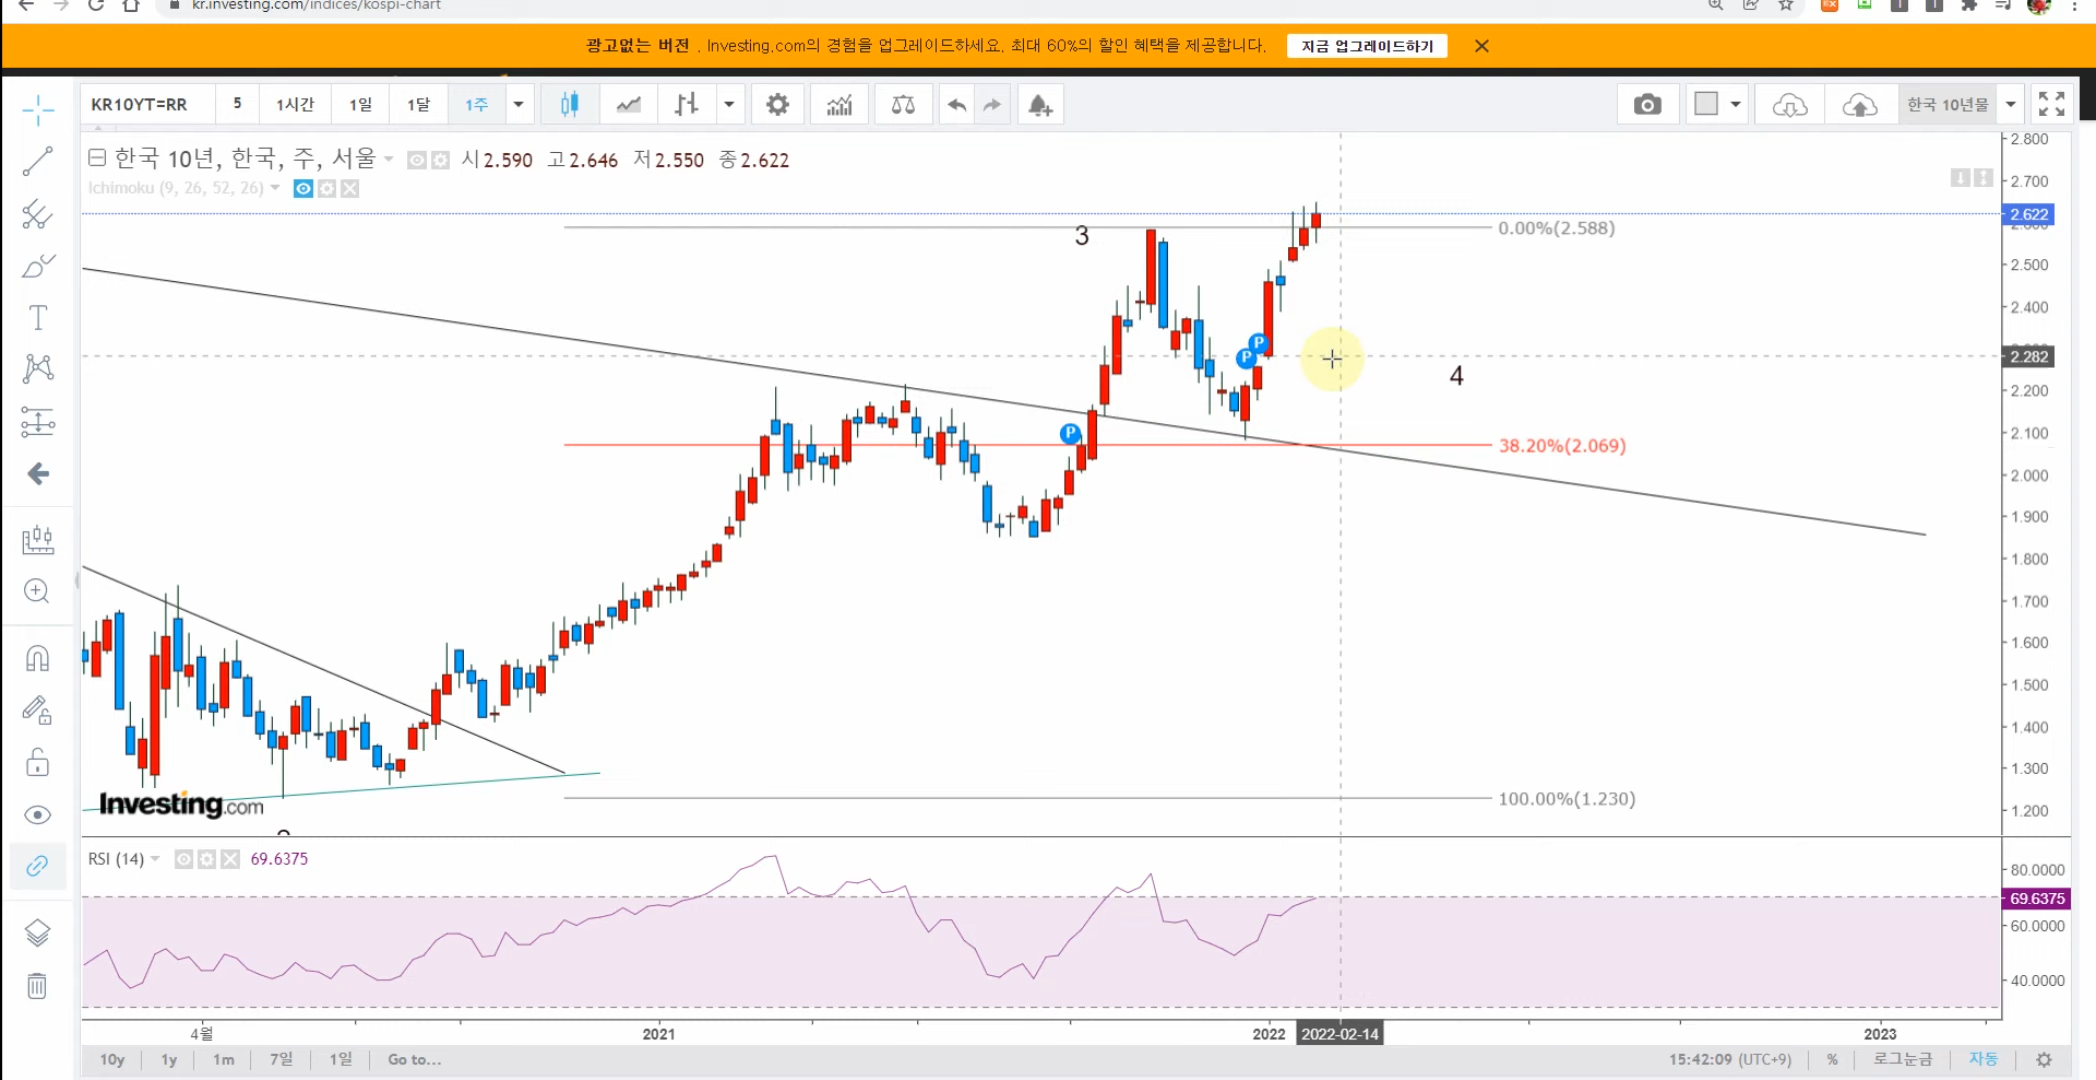 kr.investing.com/indices/kospi-chart
광고없는 버전 . Investing.com의 경험을 업그레이드하세요. 최대 60%의 할인 혜택을 제공합니다. 지금 업그레이드하기
KR10YT=RR 5 1시간 1일 1달 1주 한국 10년물
한국 10년, 한국, 주, 서울 시2.590 고2.646 저2.550 종2.622
Ichimoku (9, 26, 52, 26)
2.800
2.700
2.622
0.00%(2.588)
3
2.500
2.400
P P
2.282
4
2.200
P
2.100
38.20%(2.069)
2.000
1.900
1.800
1.700
1.600
1.500
1.400
1.300
Investing.com
100.00%(1.230)
1.200
RSI (14) 69.6375
80.0000
69.6375
60.0000
40.0000
4월 2021 2022 2022-02-14 2023
10y 1y 1m 7일 1일 Go to... 15:42:09 (UTC+9) % 로그눈금 자동